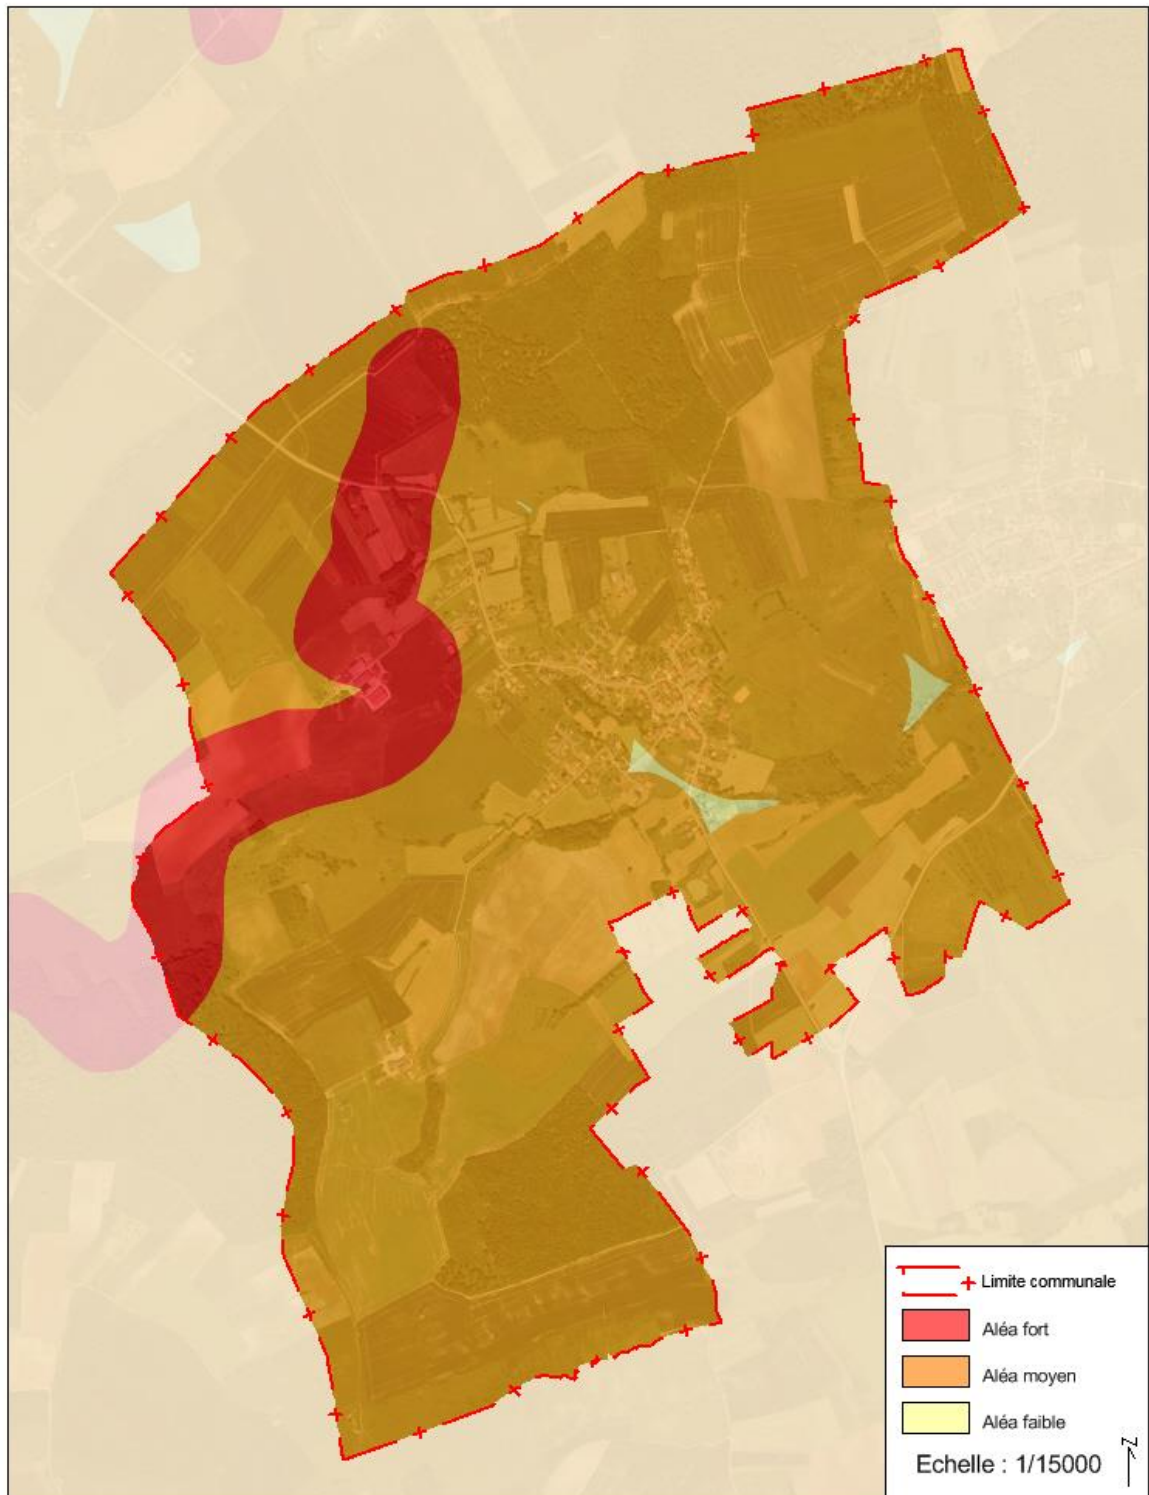 Limite communale
Aléa fort
Aléa moyen
Aléa faible
Echelle : 1/15000
N